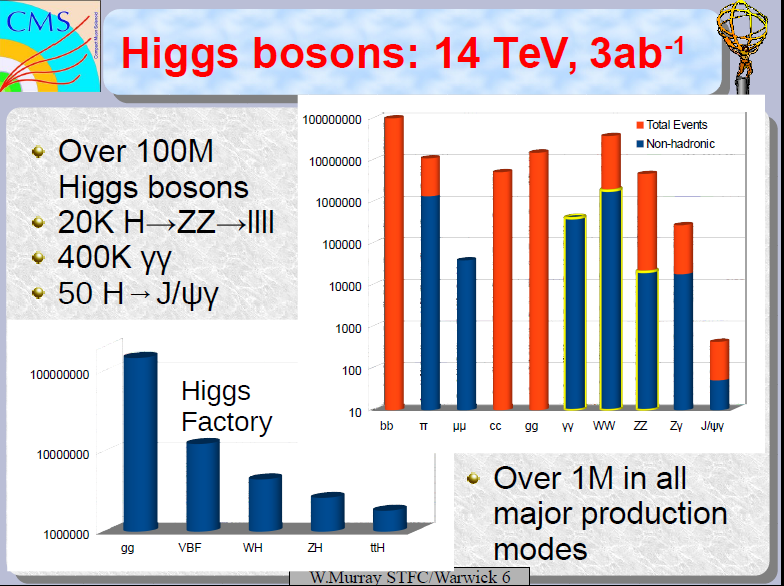 CMS
Higgs bosons: 14 TeV, 3ab-1
Over 100M
Higgs bosons
20K H→ZZ→llll
400K γγ
50 H→J/ψγ
100000000
10000000
1000000
100000
10000
1000
100
10
Total Events
Non-hadronic
bb π μμ cc gg γγ WW ZZ Zγ J/ψγ
100000000
10000000
1000000
Higgs
Factory
gg VBF WH ZH ttH
Over 1M in all
major production
modes
W.Murray STFC/Warwick 6